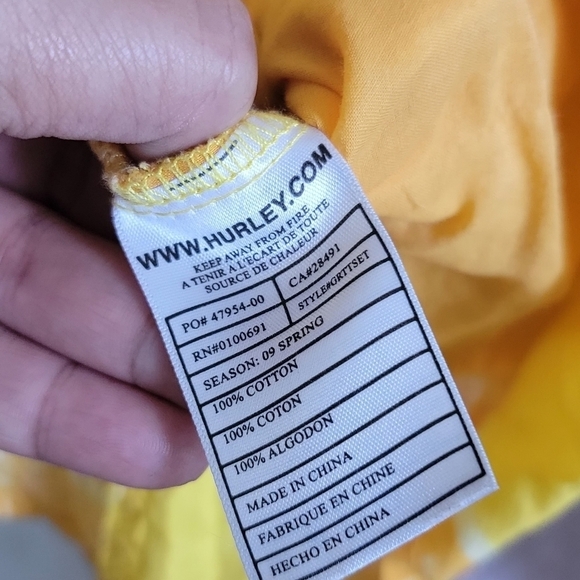 WWW.HURLEY.COM
KEEP AWAY FROM FIRE
A TENIR A L'ECART DE TOUTE
SOURCE DE CHALEUR
PO# 47954-00 CA#28491
RN#0100691 STYLE#GRTTSET
SEASON: 09 SPRING
100% COTTON
100% COTON
100% ALGODON
MADE IN CHINA
FABRIQUE EN CHINE
HECHO EN CHINA